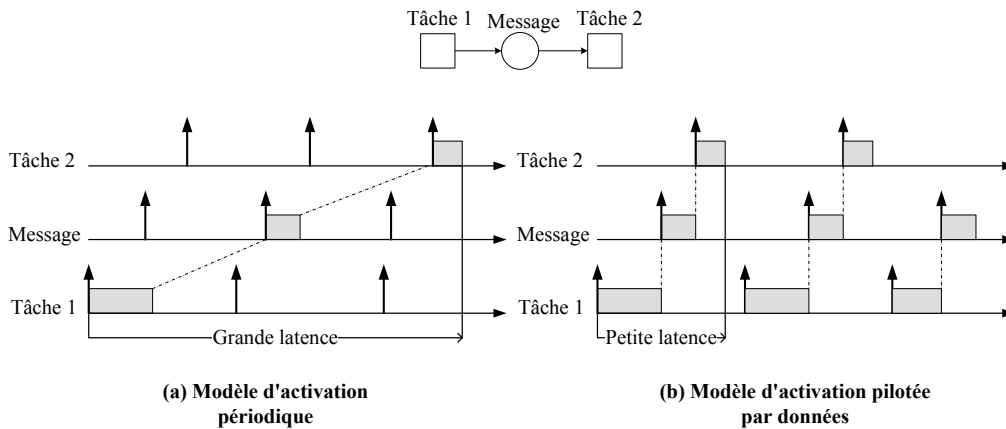 Tâche 1 Message Tâche 2
Tâche 2
Message
Tâche 1
Grande latence
(a) Modèle d'activation
périodique
Tâche 2
Message
Tâche 1
Petite latence
(b) Modèle d'activation pilotée
par données